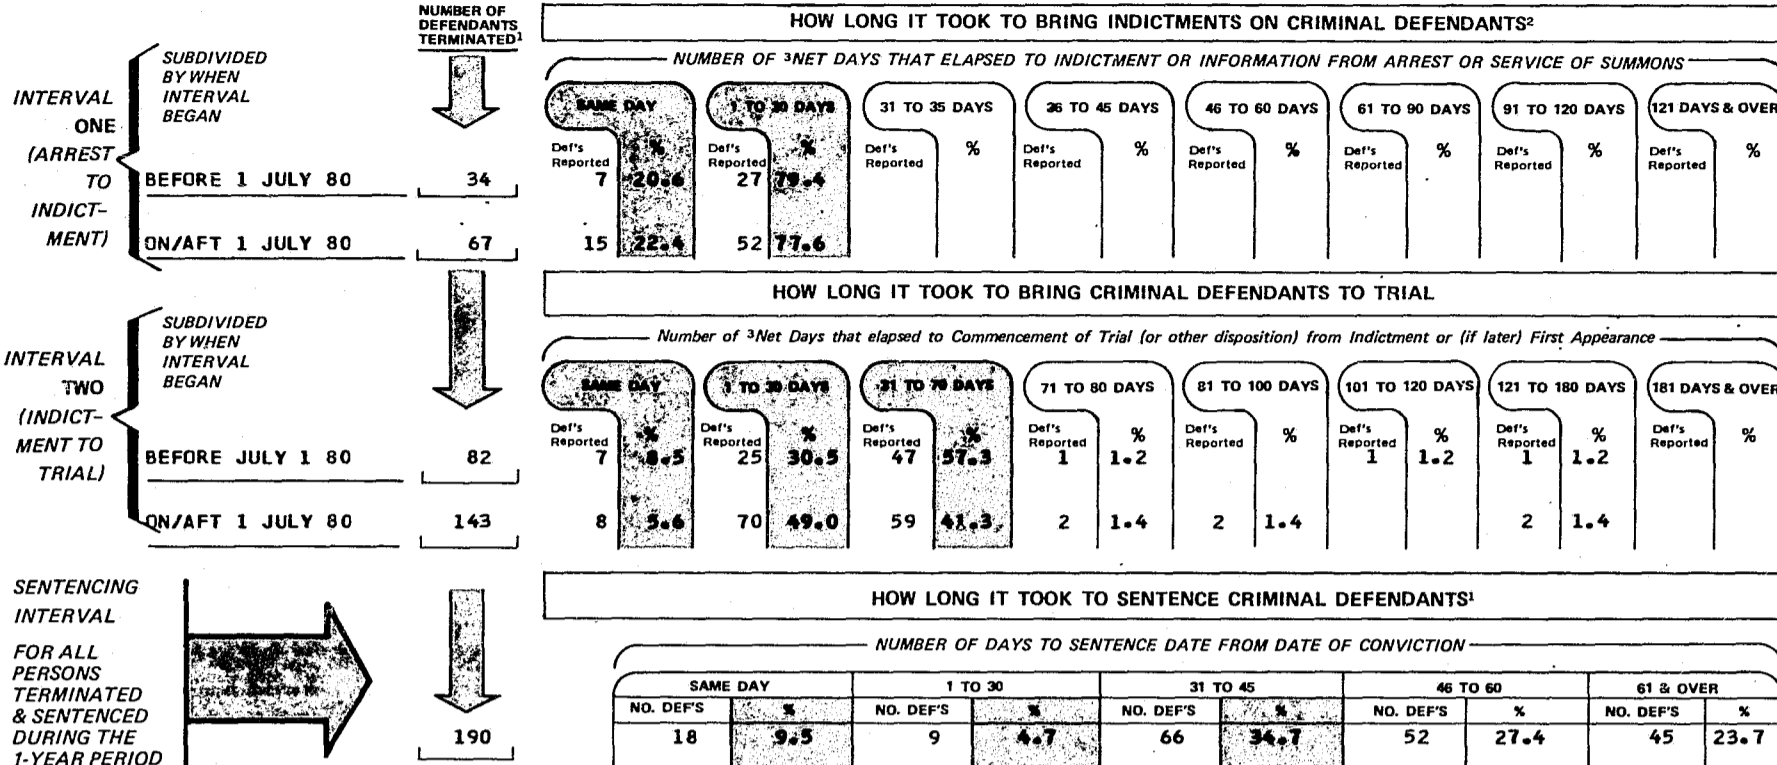 NUMBER OF
DEFENDANTS
TERMINATED¹
HOW LONG IT TOOK TO BRING INDICTMENTS ON CRIMINAL DEFENDANTS²
NUMBER OF ³NET DAYS THAT ELAPSED TO INDICTMENT OR INFORMATION FROM ARREST OR SERVICE OF SUMMONS
INTERVAL
ONE
(ARREST
TO
INDICT-
MENT)
SUBDIVIDED
BY WHEN
INTERVAL
BEGAN
SAME DAY 1 TO 30 DAYS 31 TO 35 DAYS 36 TO 45 DAYS 46 TO 60 DAYS 61 TO 90 DAYS 91 TO 120 DAYS 121 DAYS & OVER
Def's Reported % Def's Reported % Def's Reported % Def's Reported % Def's Reported % Def's Reported % Def's Reported % Def's Reported %
BEFORE 1 JULY 80 34 7 20.6 27 79.4
ON/AFT 1 JULY 80 67 15 22.4 52 77.6
HOW LONG IT TOOK TO BRING CRIMINAL DEFENDANTS TO TRIAL
Number of ³Net Days that elapsed to Commencement of Trial (or other disposition) from Indictment or (if later) First Appearance
INTERVAL
TWO
(INDICT-
MENT TO
TRIAL)
SUBDIVIDED
BY WHEN
INTERVAL
BEGAN
SAME DAY 1 TO 30 DAYS 31 TO 70 DAYS 71 TO 80 DAYS 81 TO 100 DAYS 101 TO 120 DAYS 121 TO 180 DAYS 181 DAYS & OVER
Def's Reported % Def's Reported % Def's Reported % Def's Reported % Def's Reported % Def's Reported % Def's Reported % Def's Reported %
BEFORE JULY 1 80 82 7 8.5 25 30.5 47 57.3 1 1.2 1 1.2 1 1.2
ON/AFT 1 JULY 80 143 8 5.6 70 49.0 59 41.3 2 1.4 2 1.4 2 1.4
HOW LONG IT TOOK TO SENTENCE CRIMINAL DEFENDANTS¹
NUMBER OF DAYS TO SENTENCE DATE FROM DATE OF CONVICTION
SENTENCING
INTERVAL
FOR ALL
PERSONS
TERMINATED
& SENTENCED
DURING THE
1-YEAR PERIOD
SAME DAY 1 TO 30 31 TO 45 46 TO 60 61 & OVER
NO. DEF'S % NO. DEF'S % NO. DEF'S % NO. DEF'S % NO. DEF'S %
190 18 9.5 9 4.7 66 34.7 52 27.4 45 23.7